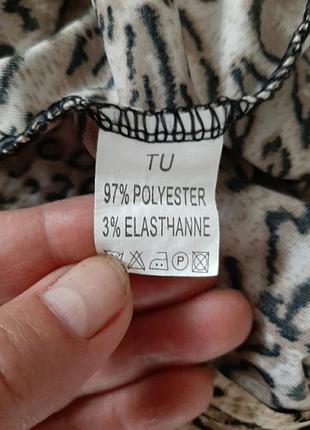 TU
97% POLYESTER
3% ELASTHANNE
P